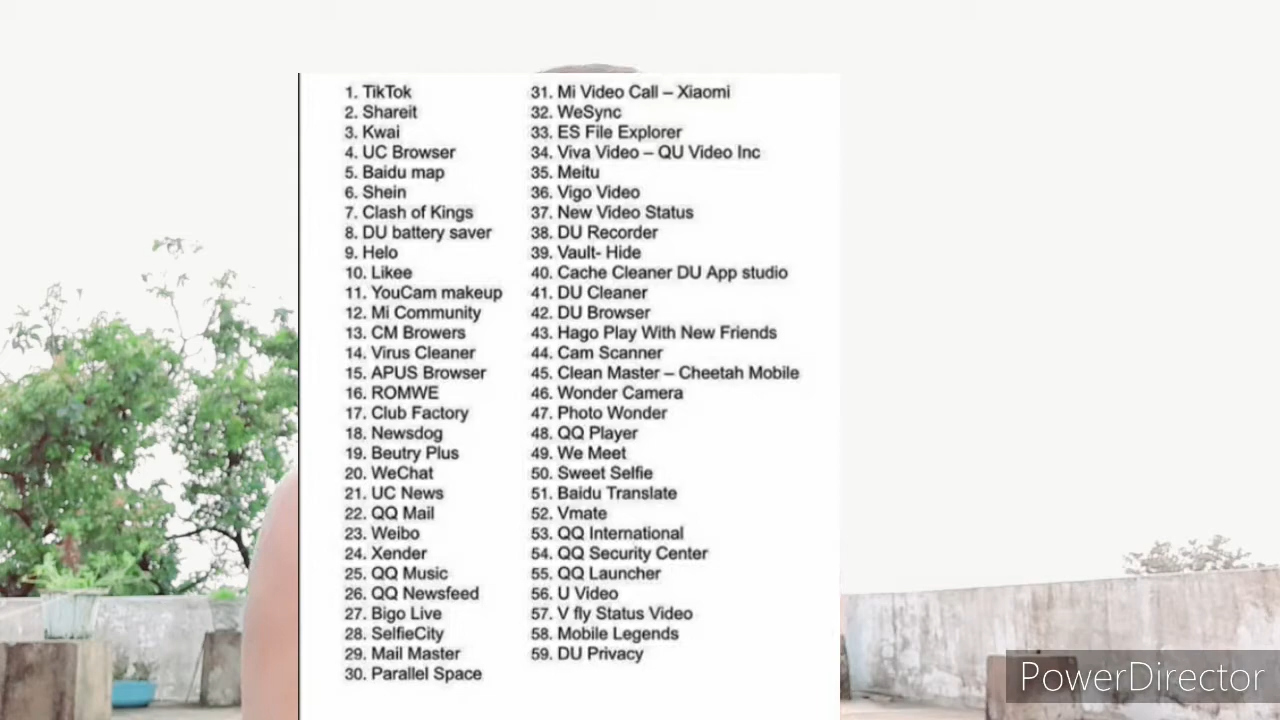 1. TikTok
2. Shareit
3. Kwai
4. UC Browser
5. Baidu map
6. Shein
7. Clash of Kings
8. DU battery saver
9. Helo
10. Likee
11. YouCam makeup
12. Mi Community
13. CM Browers
14. Virus Cleaner
15. APUS Browser
16. ROMWE
17. Club Factory
18. Newsdog
19. Beutry Plus
20. WeChat
21. UC News
22. QQ Mail
23. Weibo
24. Xender
25. QQ Music
26. QQ Newsfeed
27. Bigo Live
28. SelfieCity
29. Mail Master
30. Parallel Space
31. Mi Video Call – Xiaomi
32. WeSync
33. ES File Explorer
34. Viva Video – QU Video Inc
35. Meitu
36. Vigo Video
37. New Video Status
38. DU Recorder
39. Vault- Hide
40. Cache Cleaner DU App studio
41. DU Cleaner
42. DU Browser
43. Hago Play With New Friends
44. Cam Scanner
45. Clean Master – Cheetah Mobile
46. Wonder Camera
47. Photo Wonder
48. QQ Player
49. We Meet
50. Sweet Selfie
51. Baidu Translate
52. Vmate
53. QQ International
54. QQ Security Center
55. QQ Launcher
56. U Video
57. V fly Status Video
58. Mobile Legends
59. DU Privacy
PowerDirector